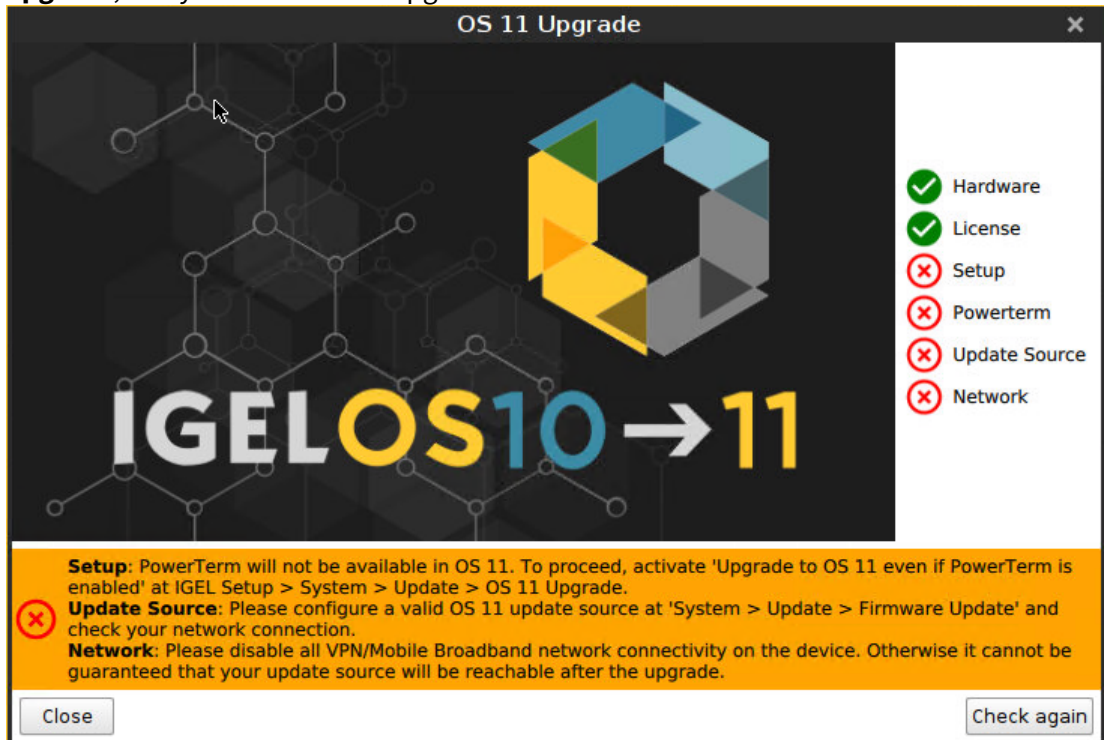 OS 11 Upgrade
Hardware
License
Setup
Powerterm
Update Source
Network
IGELOS10→11
Setup: PowerTerm will not be available in OS 11. To proceed, activate 'Upgrade to OS 11 even if PowerTerm is
enabled' at IGEL Setup > System > Update > OS 11 Upgrade.
Update Source: Please configure a valid OS 11 update source at 'System > Update > Firmware Update' and
check your network connection.
Network: Please disable all VPN/Mobile Broadband network connectivity on the device. Otherwise it cannot be
guaranteed that your update source will be reachable after the upgrade.
Close
Check again